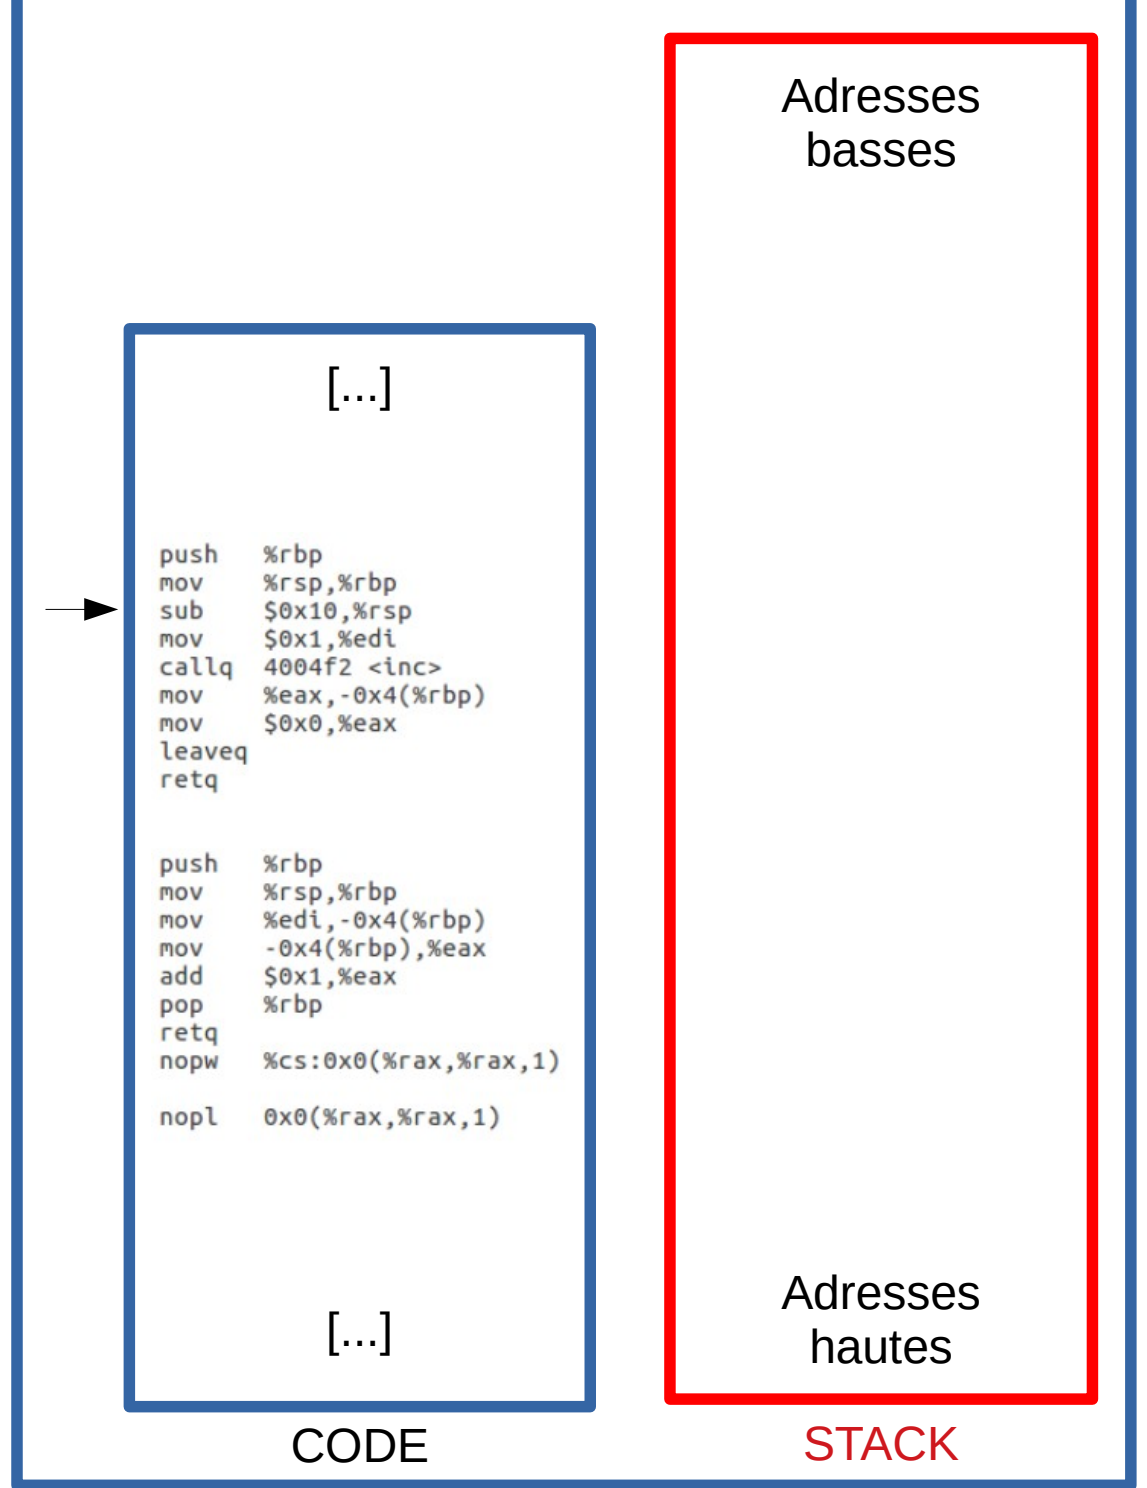 Adresses
basses
[...]
push %rbp
mov %rsp,%rbp
sub $0x10,%rsp
mov $0x1,%edi
callq 4004f2 <inc>
mov %eax,-0x4(%rbp)
mov $0x0,%eax
leaveq
retq
push %rbp
mov %rsp,%rbp
mov %edi,-0x4(%rbp)
mov -0x4(%rbp),%eax
add $0x1,%eax
pop %rbp
retq
nopw %cs:0x0(%rax,%rax,1)
nopl 0x0(%rax,%rax,1)
[...]
Adresses
hautes
CODE
STACK